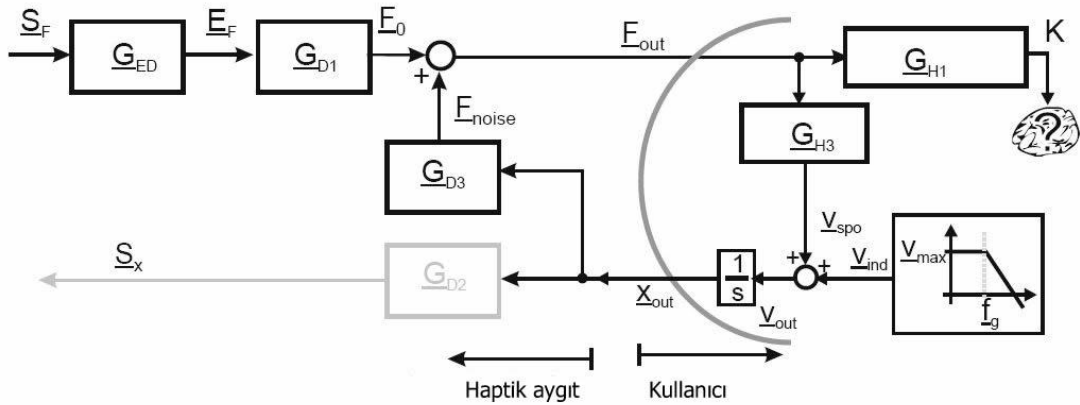 S_F
G_ED
E_F
G_D1
F_0
+
F_out
G_H1
K
?
F_noise
G_H3
G_D3
v_spo
S_x
G_D2
x_out
1
s
v_out
+ +
v_ind
v_max
f_g
Haptik aygıt
Kullanıcı